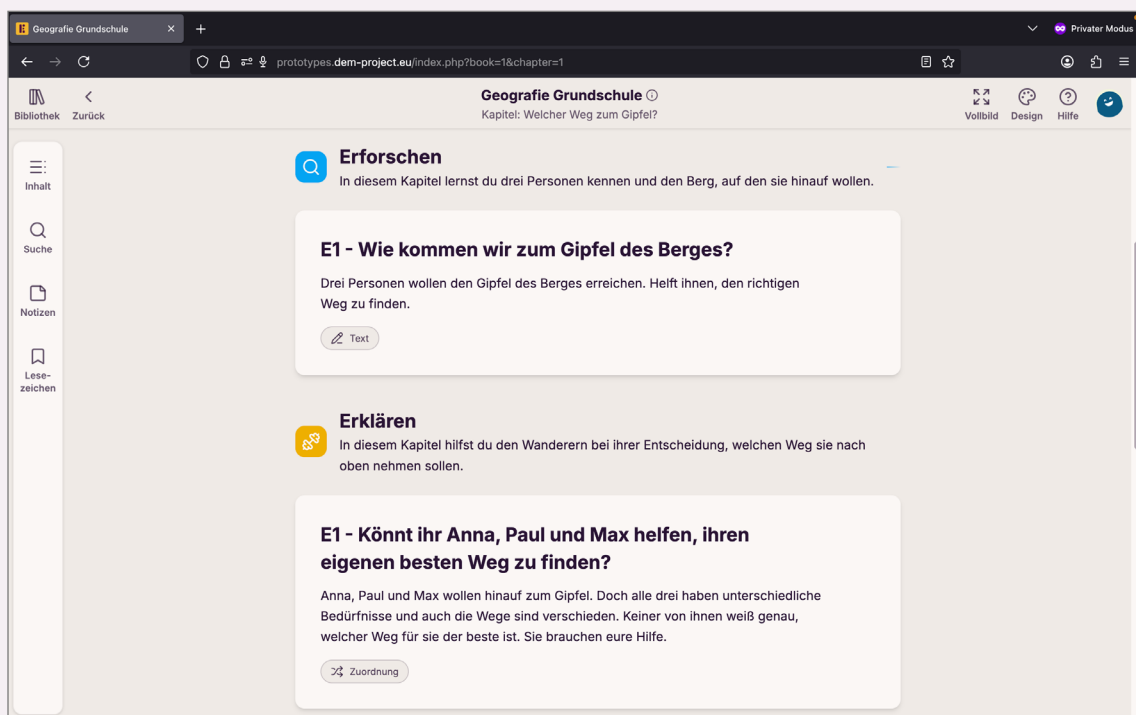 Geografie Grundschule
Privater Modus
prototypes.dem-project.eu/index.php?book=1&chapter=1
Bibliothek
Zurück
Geografie Grundschule
Kapitel: Welcher Weg zum Gipfel?
Vollbild
Design
Hilfe
Inhalt
Suche
Notizen
Lese-
zeichen
Erforschen
In diesem Kapitel lernst du drei Personen kennen und den Berg, auf den sie hinauf wollen.
E1 - Wie kommen wir zum Gipfel des Berges?
Drei Personen wollen den Gipfel des Berges erreichen. Helft ihnen, den richtigen
Weg zu finden.
Text
Erklären
In diesem Kapitel hilfst du den Wanderern bei ihrer Entscheidung, welchen Weg sie nach
oben nehmen sollen.
E1 - Könnt ihr Anna, Paul und Max helfen, ihren
eigenen besten Weg zu finden?
Anna, Paul und Max wollen hinauf zum Gipfel. Doch alle drei haben unterschiedliche
Bedürfnisse und auch die Wege sind verschieden. Keiner von ihnen weiß genau,
welcher Weg für sie der beste ist. Sie brauchen eure Hilfe.
Zuordnung